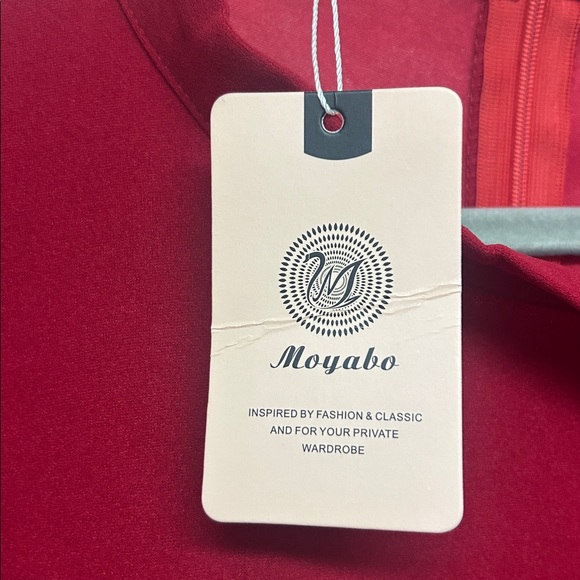 M
Moyabo
INSPIRED BY FASHION & CLASSIC
AND FOR YOUR PRIVATE
WARDROBE